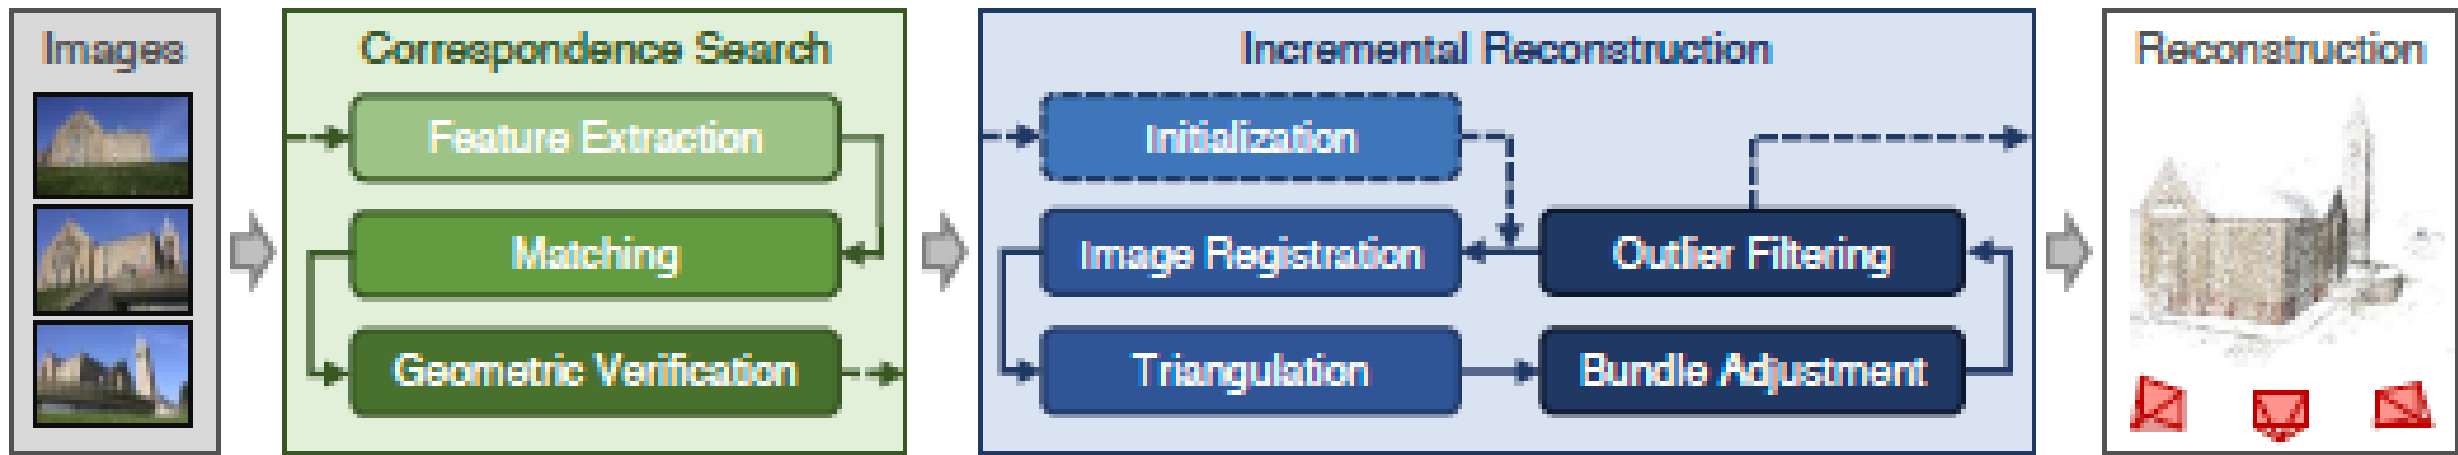 Images
Correspondence Search
Feature Extraction
Matching
Geometric Verification
Incremental Reconstruction
Initialization
Image Registration
Triangulation
Outlier Filtering
Bundle Adjustment
Reconstruction